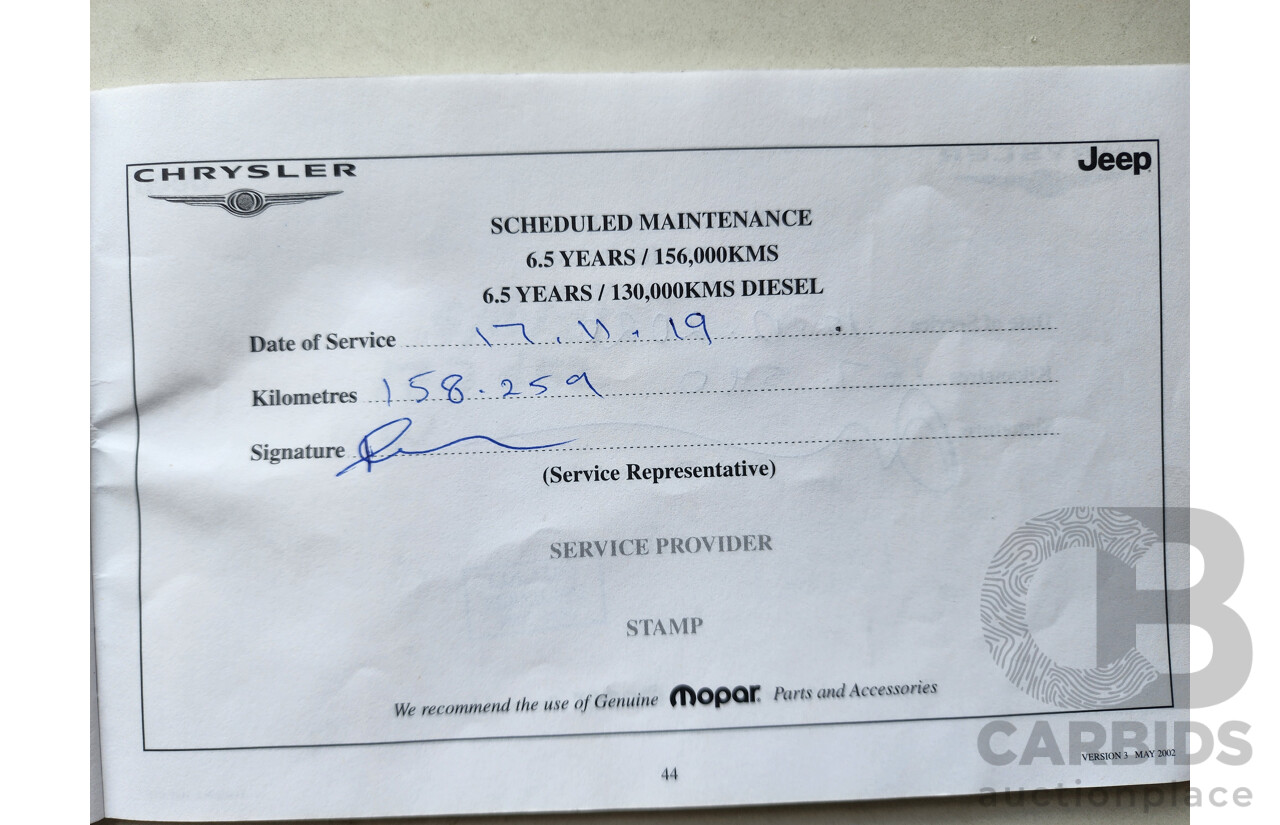 CHRYSLER
Jeep
SCHEDULED MAINTENANCE
6.5 YEARS / 156,000KMS
6.5 YEARS / 130,000KMS DIESEL
Date of Service 17.11.19
Kilometres 158.259
Signature
(Service Representative)
SERVICE PROVIDER
STAMP
We recommend the use of Genuine mopar Parts and Accessories
VERSION 3 MAY 2002
44
CB
CARBIDS
auctionplace